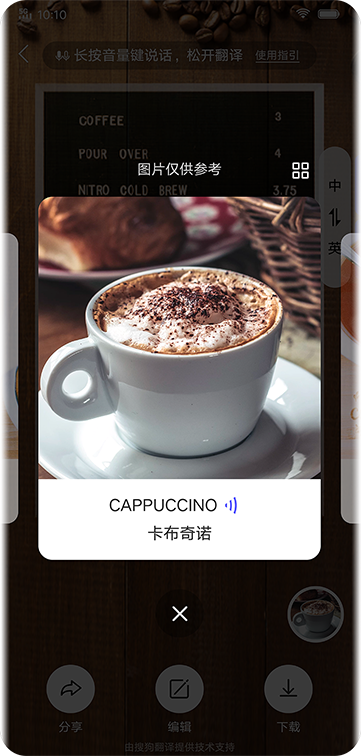 10:10
长按音量键说话，松开翻译 使用指引
COFFEE 3
POUR OVER 4
NITRO COLD BREW 3.75
图片仅供参考
中
英
CAPPUCCINO
卡布奇诺
分享 编辑 下载
由搜狗翻译提供技术支持